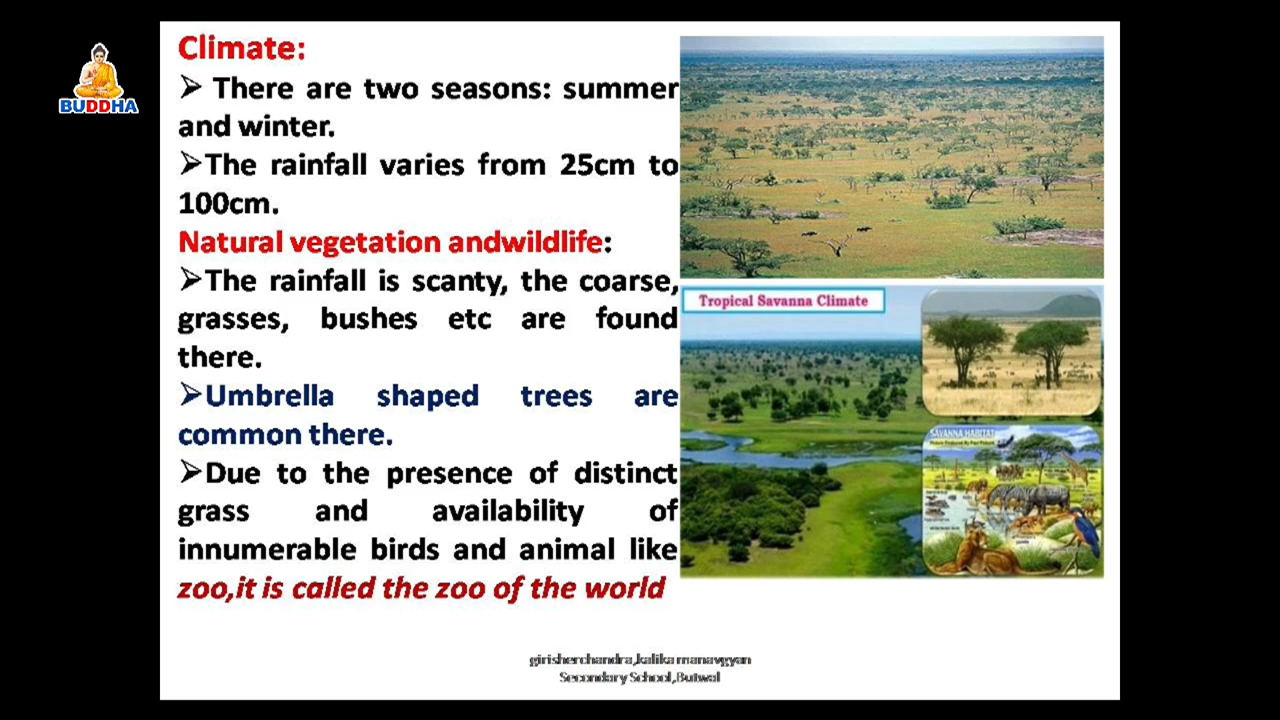 BUDDHA
Climate:
➢ There are two seasons: summer
and winter.
➢The rainfall varies from 25cm to
100cm.
Natural vegetation andwildlife:
➢The rainfall is scanty, the coarse,
grasses, bushes etc are found
there.
➢Umbrella shaped trees are
common there.
➢Due to the presence of distinct
grass and availability of
innumerable birds and animal like
zoo,it is called the zoo of the world
Tropical Savanna Climate
SAVANNA HABITAT
girisherchandra,kalika manavgyan
Secondary School,Butwal